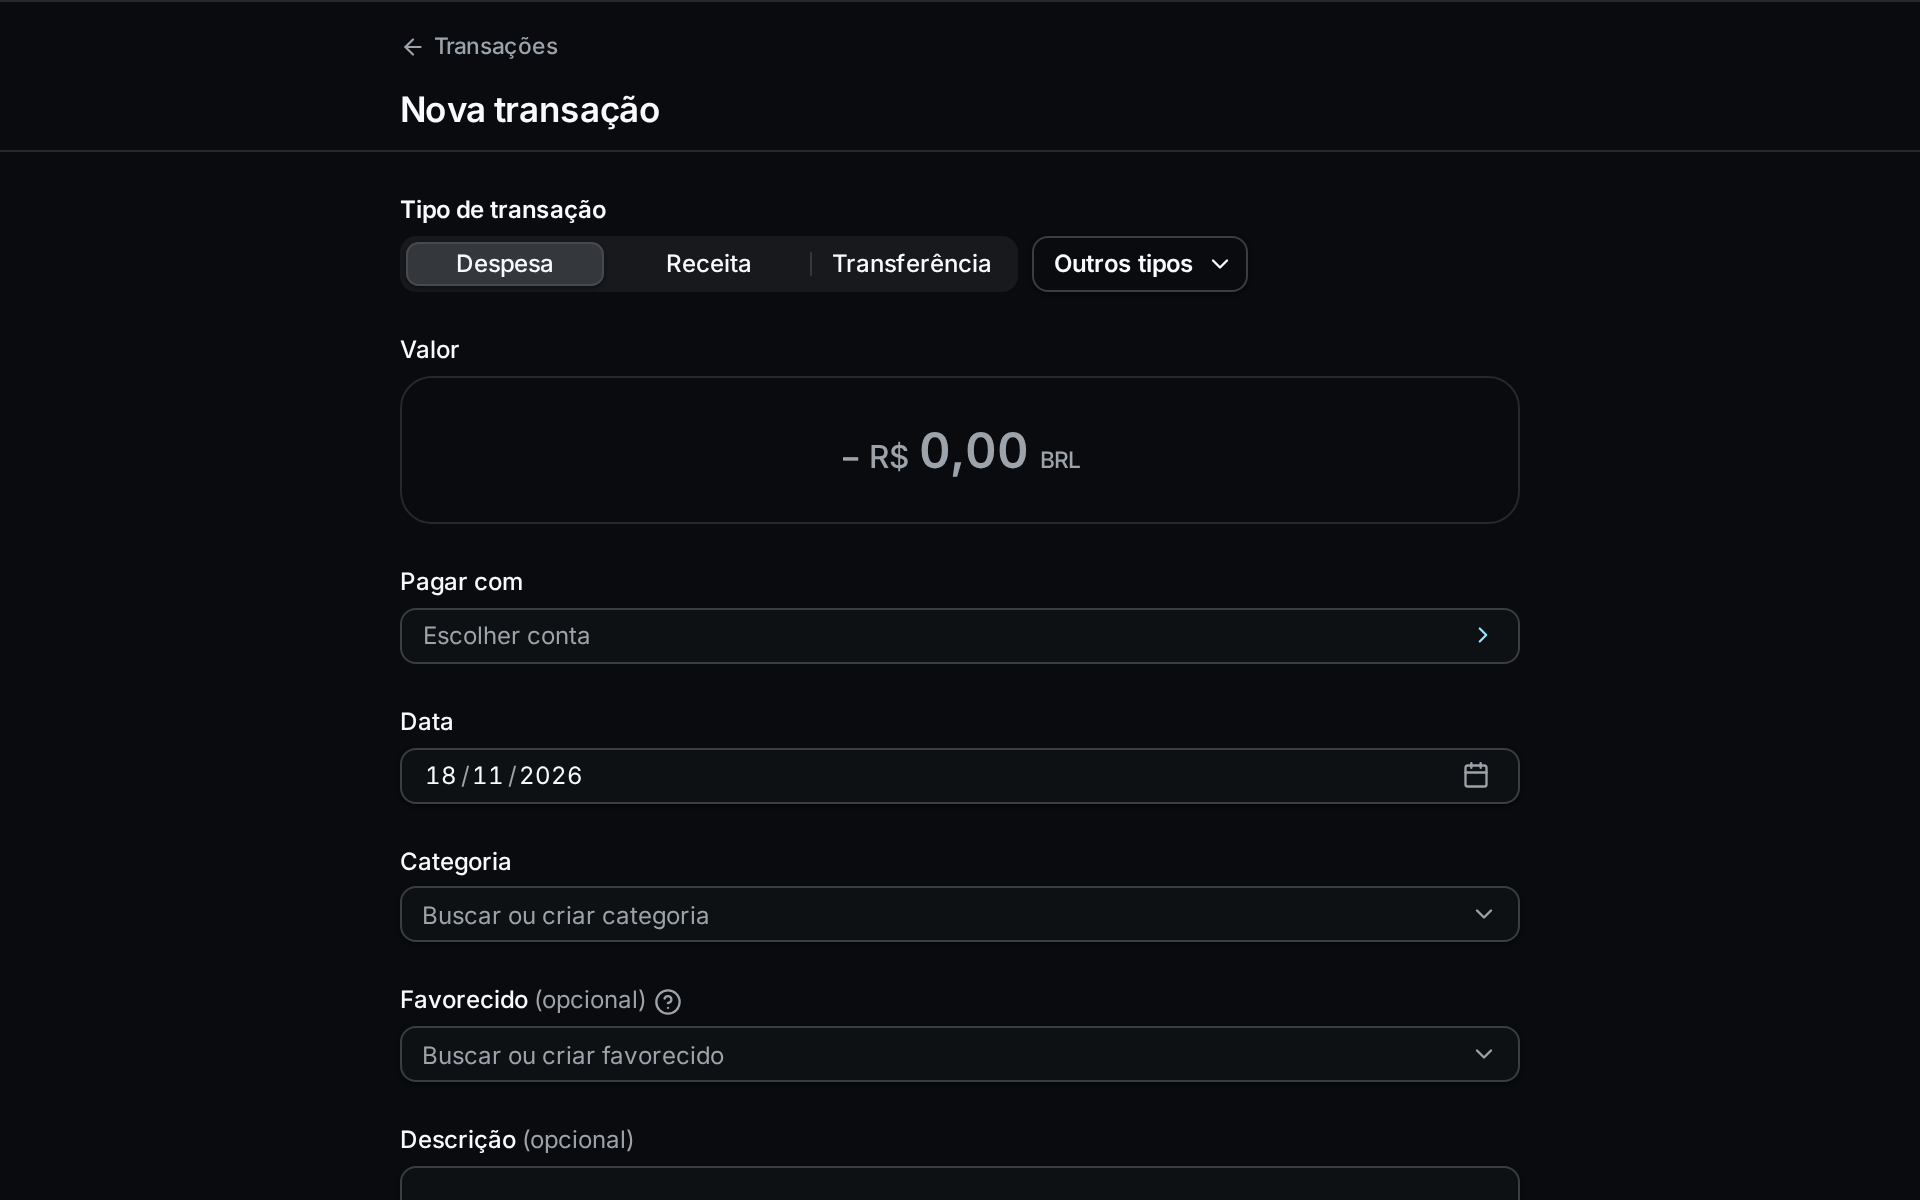 Transações
Nova transação
Tipo de transação
Despesa Receita Transferência Outros tipos
Valor
– R$ 0,00 BRL
Pagar com
Escolher conta
Data
18/11/2026
Categoria
Buscar ou criar categoria
Favorecido (opcional)
Buscar ou criar favorecido
Descrição (opcional)